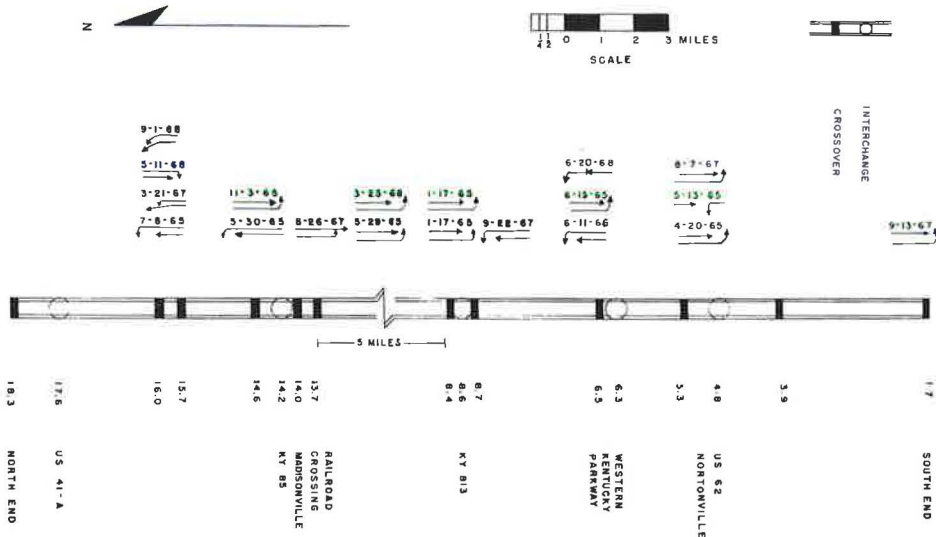 N
1/4 1/2 0 1 2 3 MILES
SCALE
CROSSOVER
INTERCHANGE
9-1-68
5-11-68
3-21-67
7-8-65
11-3-65
5-30-65
8-26-67
3-23-68
5-29-65
1-17-65
1-17-65
9-22-67
6-20-68
6-15-65
6-11-66
8-7-67
5-13-65
4-20-65
9-13-67
5 MILES
18.3 NORTH END
17.6 US 41-A
16.0
15.7
14.6
14.2 KY 85
14.0 MADISONVILLE
13.7 RAILROAD CROSSING
8.4
8.6 KY 813
8.7
6.5
6.3 WESTERN KENTUCKY PARKWAY
5.3
4.8 US 62 NORTONVILLE
3.9
1.7 SOUTH END